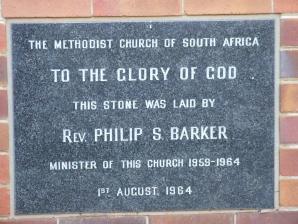 THE METHODIST CHURCH OF SOUTH AFRICA
TO THE GLORY OF GOD
THIS STONE WAS LAID BY
REV. PHILIP S. BARKER
MINISTER OF THIS CHURCH 1959-1964
1ST AUGUST, 1964